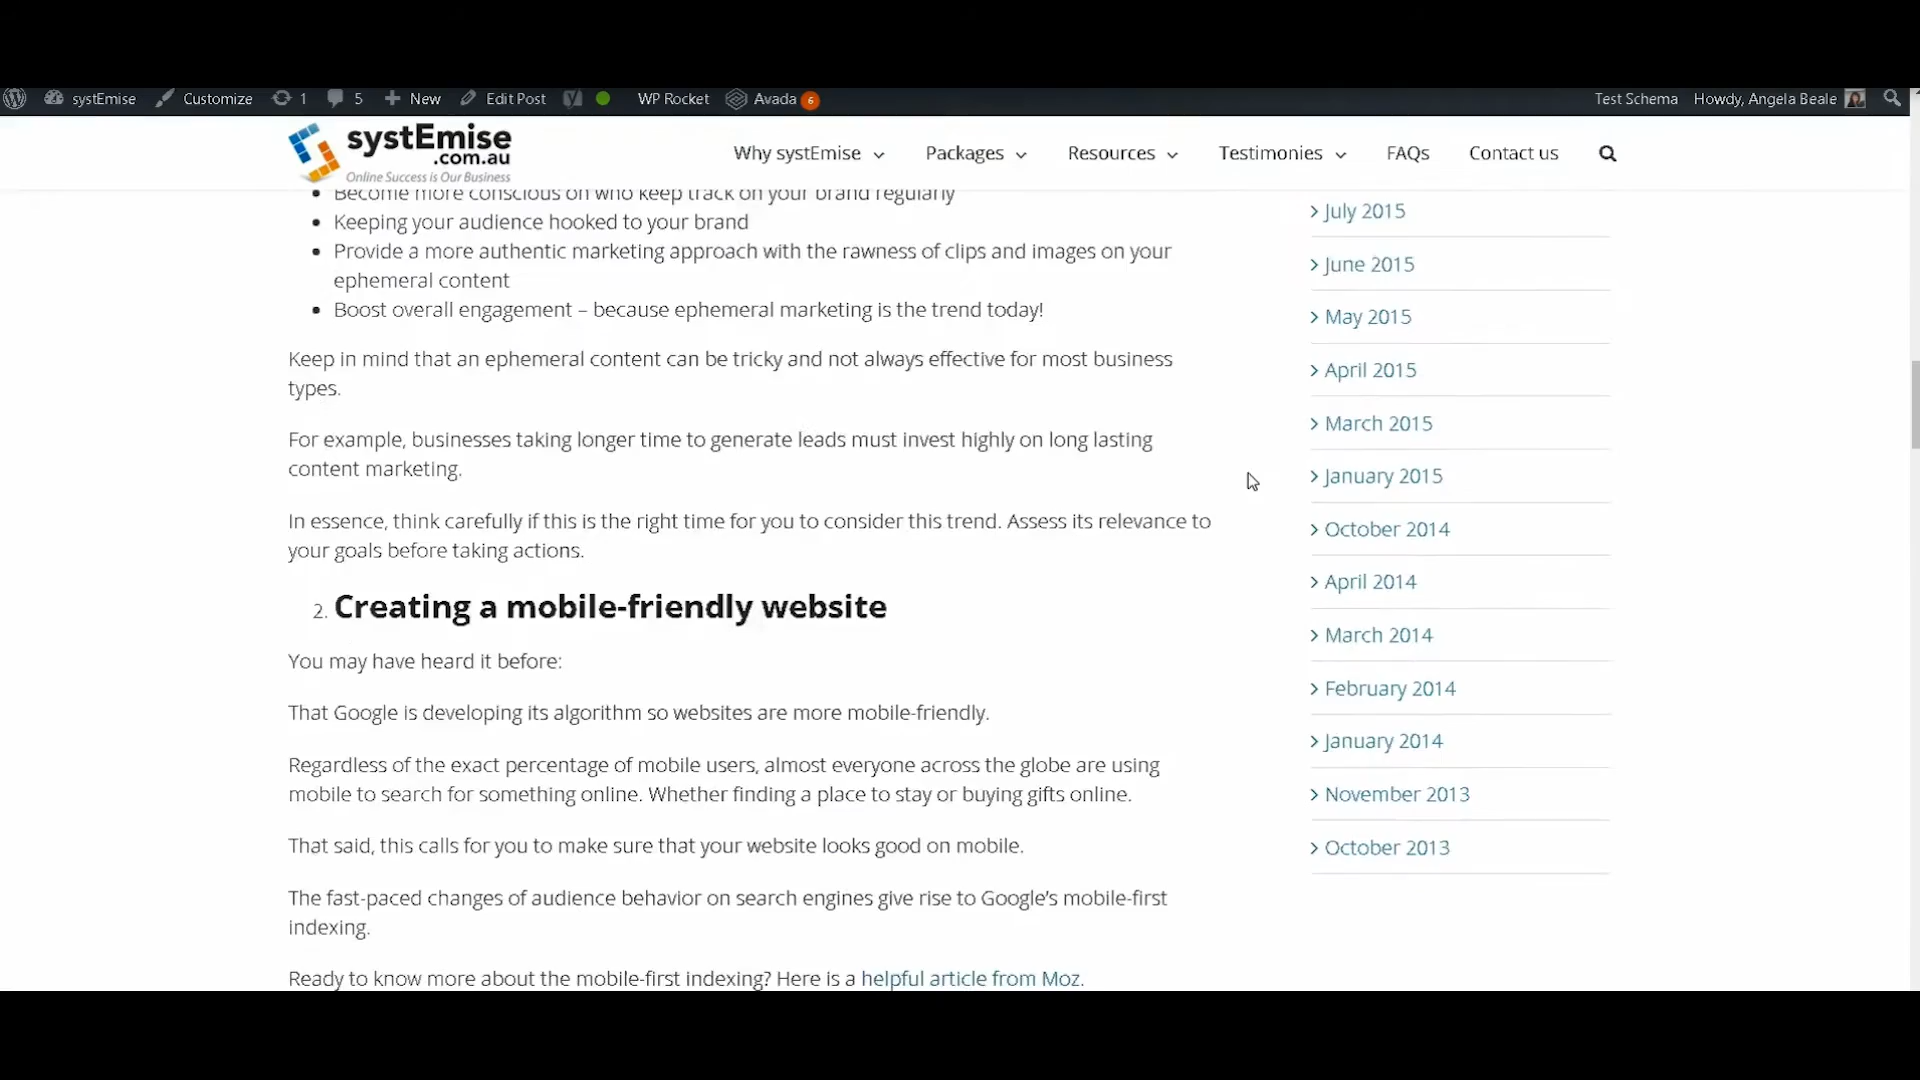 systEmise Customize 1 5 New Edit Post WP Rocket Avada 6 Test Schema Howdy, Angela Beale
systEmise
.com.au
Online Success is Our Business
Why systEmise Packages Resources Testimonies FAQs Contact us
• Become more conscious on who keep track on your brand regularly
• Keeping your audience hooked to your brand
• Provide a more authentic marketing approach with the rawness of clips and images on your
ephemeral content
• Boost overall engagement – because ephemeral marketing is the trend today!
Keep in mind that an ephemeral content can be tricky and not always effective for most business
types.
For example, businesses taking longer time to generate leads must invest highly on long lasting
content marketing.
In essence, think carefully if this is the right time for you to consider this trend. Assess its relevance to
your goals before taking actions.
2. Creating a mobile-friendly website
You may have heard it before:
That Google is developing its algorithm so websites are more mobile-friendly.
Regardless of the exact percentage of mobile users, almost everyone across the globe are using
mobile to search for something online. Whether finding a place to stay or buying gifts online.
That said, this calls for you to make sure that your website looks good on mobile.
The fast-paced changes of audience behavior on search engines give rise to Google’s mobile-first
indexing.
Ready to know more about the mobile-first indexing? Here is a helpful article from Moz.
July 2015
June 2015
May 2015
April 2015
March 2015
January 2015
October 2014
April 2014
March 2014
February 2014
January 2014
November 2013
October 2013